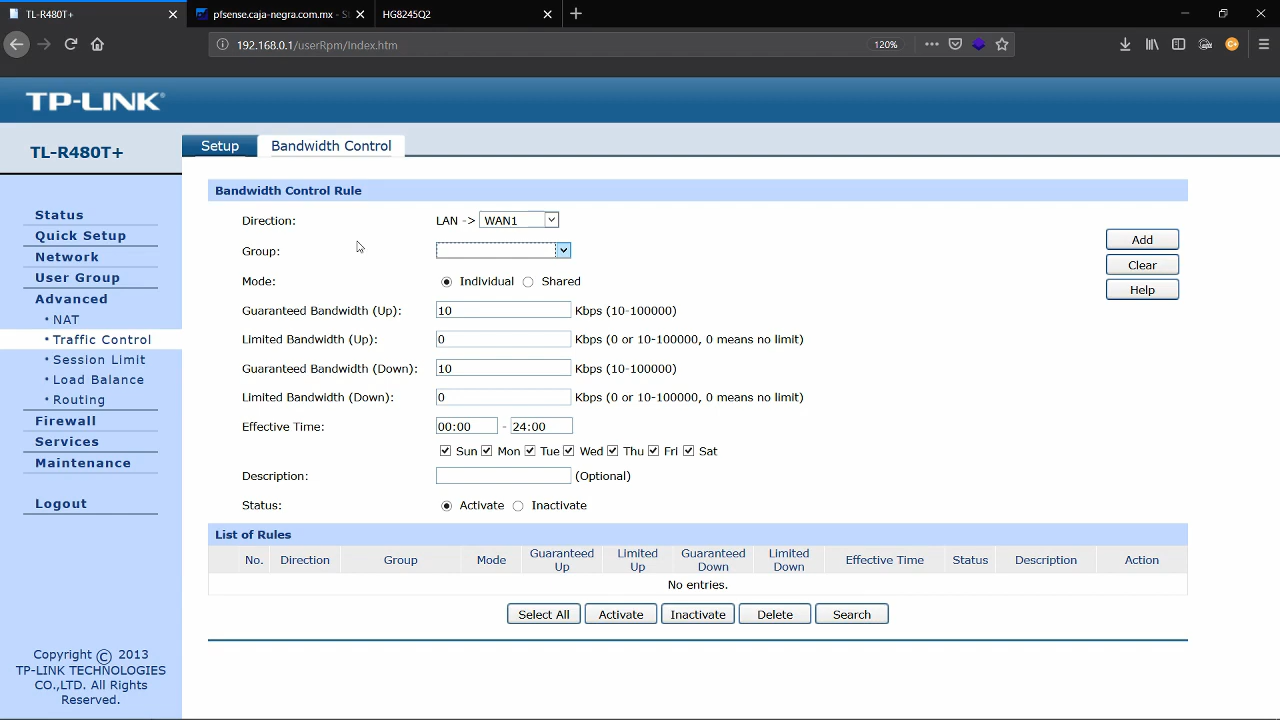 TL-R480T+
pfsense.caja-negra.com.mx - St
HG8245Q2
192.168.0.1/userRpm/Index.htm
120%
TP-LINK
TL-R480T+
Setup
Bandwidth Control
Status
Quick Setup
Network
User Group
Advanced
• NAT
• Traffic Control
• Session Limit
• Load Balance
• Routing
Firewall
Services
Maintenance
Logout
Copyright © 2013
TP-LINK TECHNOLOGIES
CO.,LTD. All Rights
Reserved.
Bandwidth Control Rule
Direction: LAN -> WAN1
Group:
Mode: Individual Shared
Guaranteed Bandwidth (Up): 10 Kbps (10-100000)
Limited Bandwidth (Up): 0 Kbps (0 or 10-100000, 0 means no limit)
Guaranteed Bandwidth (Down): 10 Kbps (10-100000)
Limited Bandwidth (Down): 0 Kbps (0 or 10-100000, 0 means no limit)
Effective Time: 00:00 - 24:00
Sun Mon Tue Wed Thu Fri Sat
Description: (Optional)
Status: Activate Inactivate
Add
Clear
Help
List of Rules
No. Direction Group Mode Guaranteed Up Limited Up Guaranteed Down Limited Down Effective Time Status Description Action
No entries.
Select All Activate Inactivate Delete Search